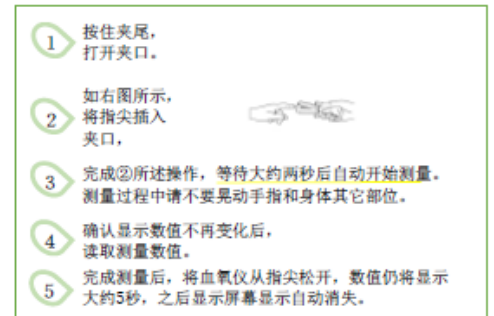 1
按住夹尾，
打开夹口。
2
如右图所示，
将指尖插入
夹口，
3
完成②所述操作，等待大约两秒后自动开始测量。
测量过程中请不要晃动手指和身体其它部位。
4
确认显示数值不再变化后，
读取测量数值。
5
完成测量后，将血氧仪从指尖松开，数值仍将显示
大约5秒，之后显示屏幕显示自动消失。